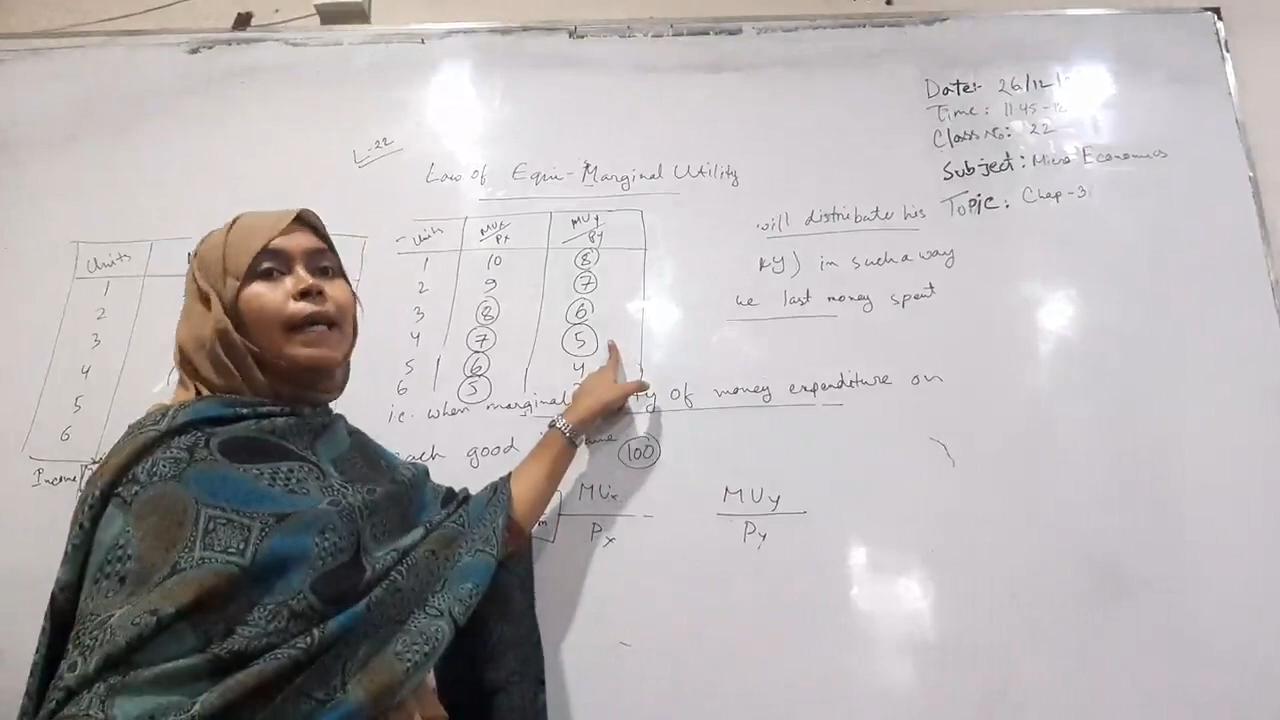 Date:- 26/12/
Time: 11.45-12
Class No: 22
Subject: Micro Economics
Topic: Chap-3
L-22
Law of Equi-Marginal Utility
will distribute his
in such a way
last money spent
Units MUx/Px MUy/Py
1 10 8
2 9 7
3 8 6
4 7 5
5 6 4
6 5
i.e. when marginal of money expenditure on
each good
100
MUx/Px MUy/Py
Units
1
2
3
4
5
6
Income